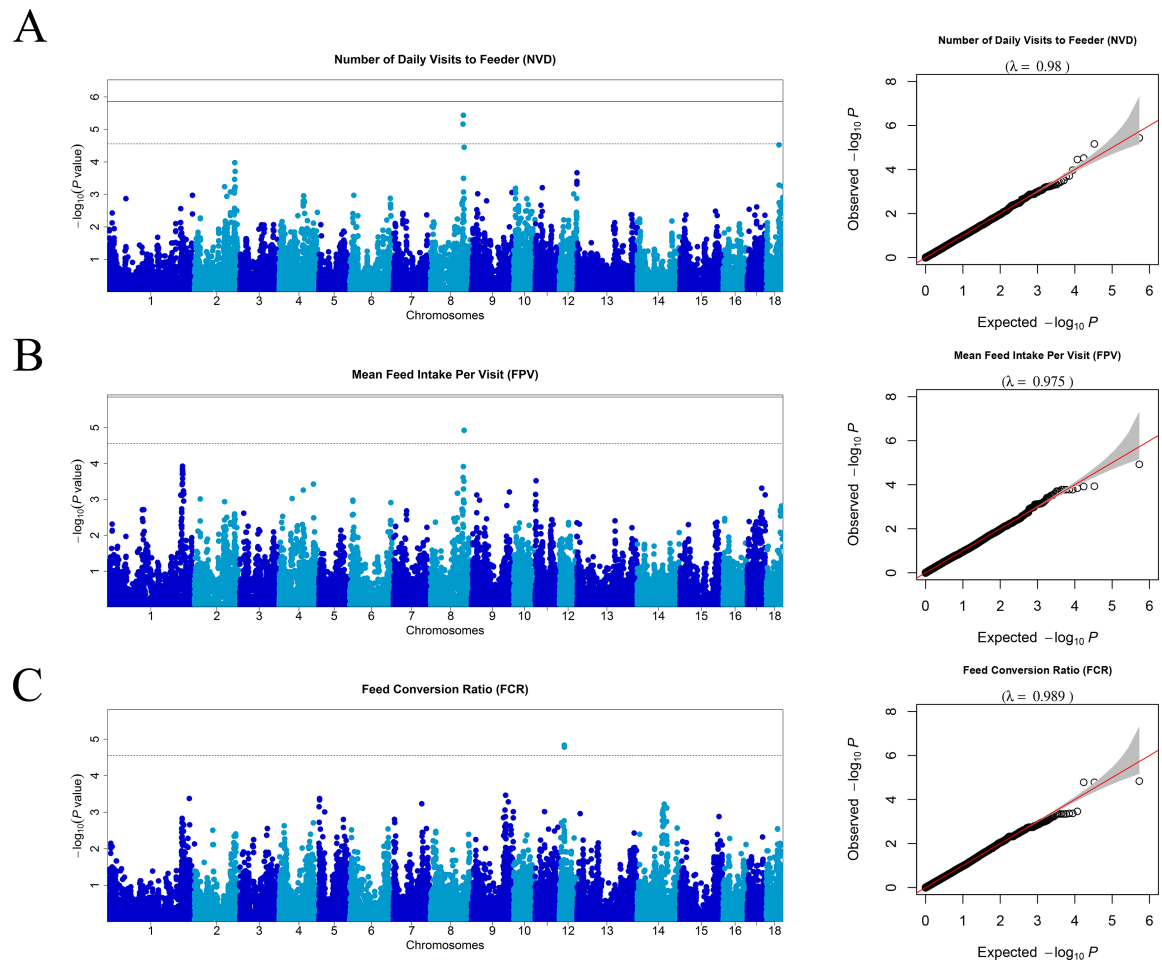 A
Number of Daily Visits to Feeder (NVD)
−log10(P value)
1 2 3 4 5 6
1 2 3 4 5 6 7 8 9 10 12 13 14 15 16 18
Chromosomes
Number of Daily Visits to Feeder (NVD)
(λ = 0.98 )
Observed −log10 P
0 2 4 6 8
0 1 2 3 4 5 6
Expected −log10 P
B
Mean Feed Intake Per Visit (FPV)
−log10(P value)
1 2 3 4 5
1 2 3 4 5 6 7 8 9 10 12 13 14 15 16 18
Chromosomes
Mean Feed Intake Per Visit (FPV)
(λ = 0.975 )
Observed −log10 P
0 2 4 6 8
0 1 2 3 4 5 6
Expected −log10 P
C
Feed Conversion Ratio (FCR)
−log10(P value)
1 2 3 4 5
1 2 3 4 5 6 7 8 9 10 12 13 14 15 16 18
Chromosomes
Feed Conversion Ratio (FCR)
(λ = 0.989 )
Observed −log10 P
0 2 4 6 8
0 1 2 3 4 5 6
Expected −log10 P